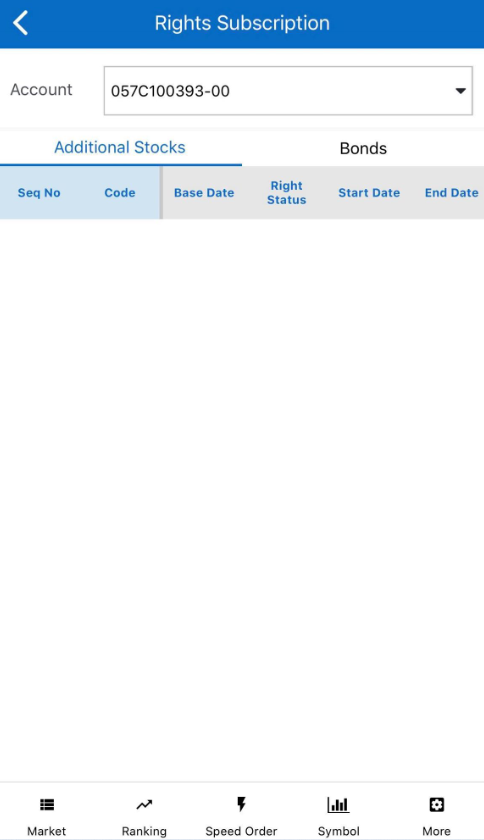 Rights Subscription
Account
057C100393-00
Additional Stocks
Bonds
Seq No
Code
Base Date
Right
Status
Start Date
End Date
Market
Ranking
Speed Order
Symbol
More